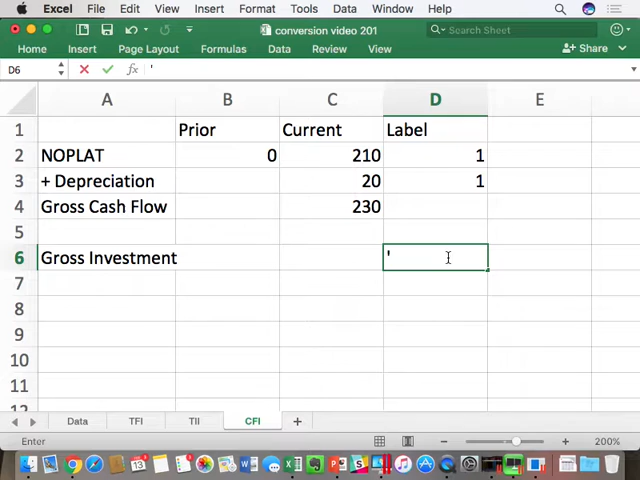 Excel File Edit View Insert Format Tools Data Window Help
conversion video 201
Search Sheet
Home Insert Page Layout Formulas Data Review View Share
D6 fx '
A B C D E
1 Prior Current Label
2 NOPLAT 0 210 1
3 + Depreciation 20 1
4 Gross Cash Flow 230
5
6 Gross Investment '
7
8
9
10
11
12
Data TFI TII CFI
Enter 200%